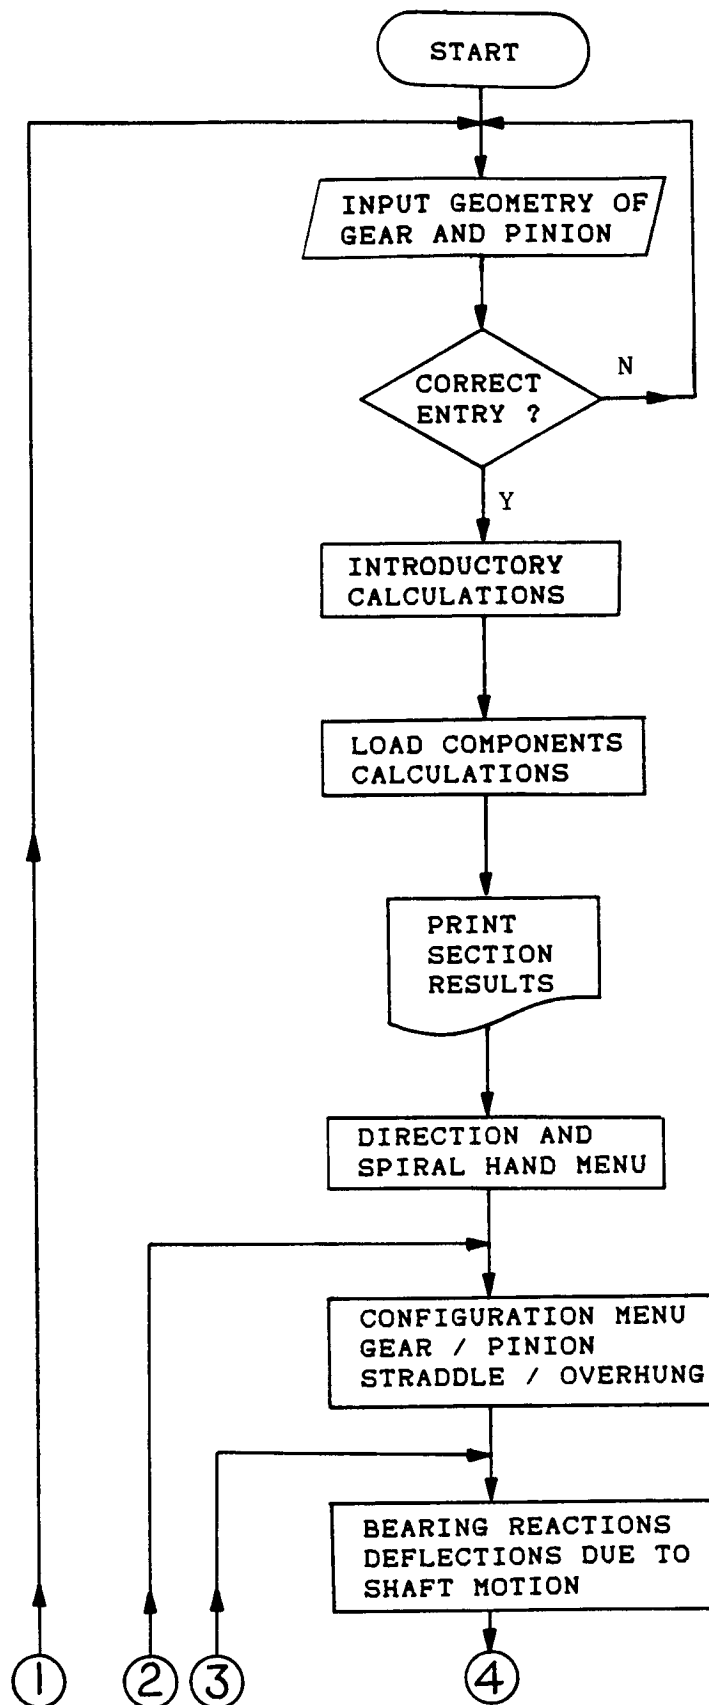 START
INPUT GEOMETRY OF
GEAR AND PINION
CORRECT
ENTRY ?
N
Y
INTRODUCTORY
CALCULATIONS
LOAD COMPONENTS
CALCULATIONS
PRINT
SECTION
RESULTS
DIRECTION AND
SPIRAL HAND MENU
CONFIGURATION MENU
GEAR / PINION
STRADDLE / OVERHUNG
BEARING REACTIONS
DEFLECTIONS DUE TO
SHAFT MOTION
1 2 3 4